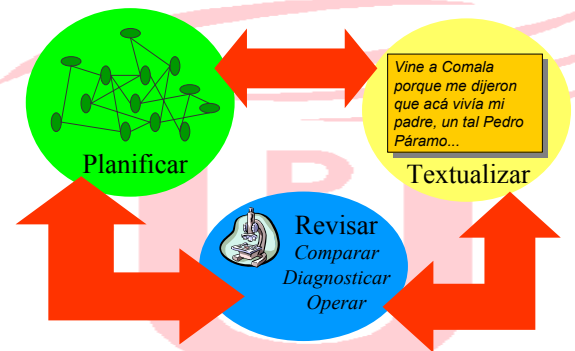 Planificar
Vine a Comala
porque me dijeron
que acá vivía mi
padre, un tal Pedro
Páramo...
Textualizar
Revisar
Comparar
Diagnosticar
Operar